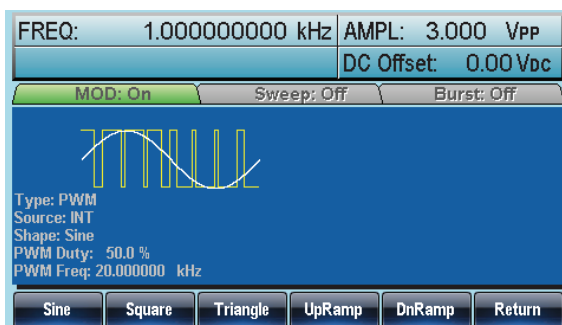 FREQ: 1.000000000 kHz AMPL: 3.000 VPP
DC Offset: 0.00 VDC
MOD: On Sweep: Off Burst: Off
Type: PWM
Source: INT
Shape: Sine
PWM Duty: 50.0 %
PWM Freq: 20.000000 kHz
Sine Square Triangle UpRamp DnRamp Return